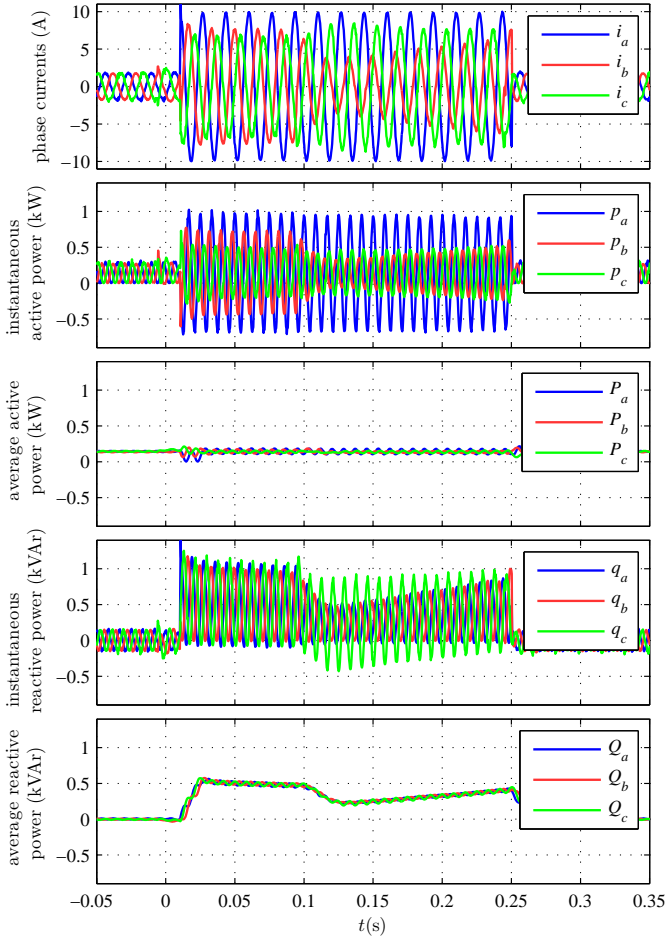 phase currents (A)
10
5
0
−5
−10
i_a
i_b
i_c
instantaneous
active power (kW)
1
0.5
0
−0.5
p_a
p_b
p_c
average active
power (kW)
1
0.5
0
−0.5
P_a
P_b
P_c
instantaneous
reactive power (kVAr)
1
0.5
0
−0.5
q_a
q_b
q_c
average reactive
power (kVAr)
1
0.5
0
−0.5
Q_a
Q_b
Q_c
−0.05 0 0.05 0.1 0.15 0.2 0.25 0.3 0.35
t(s)